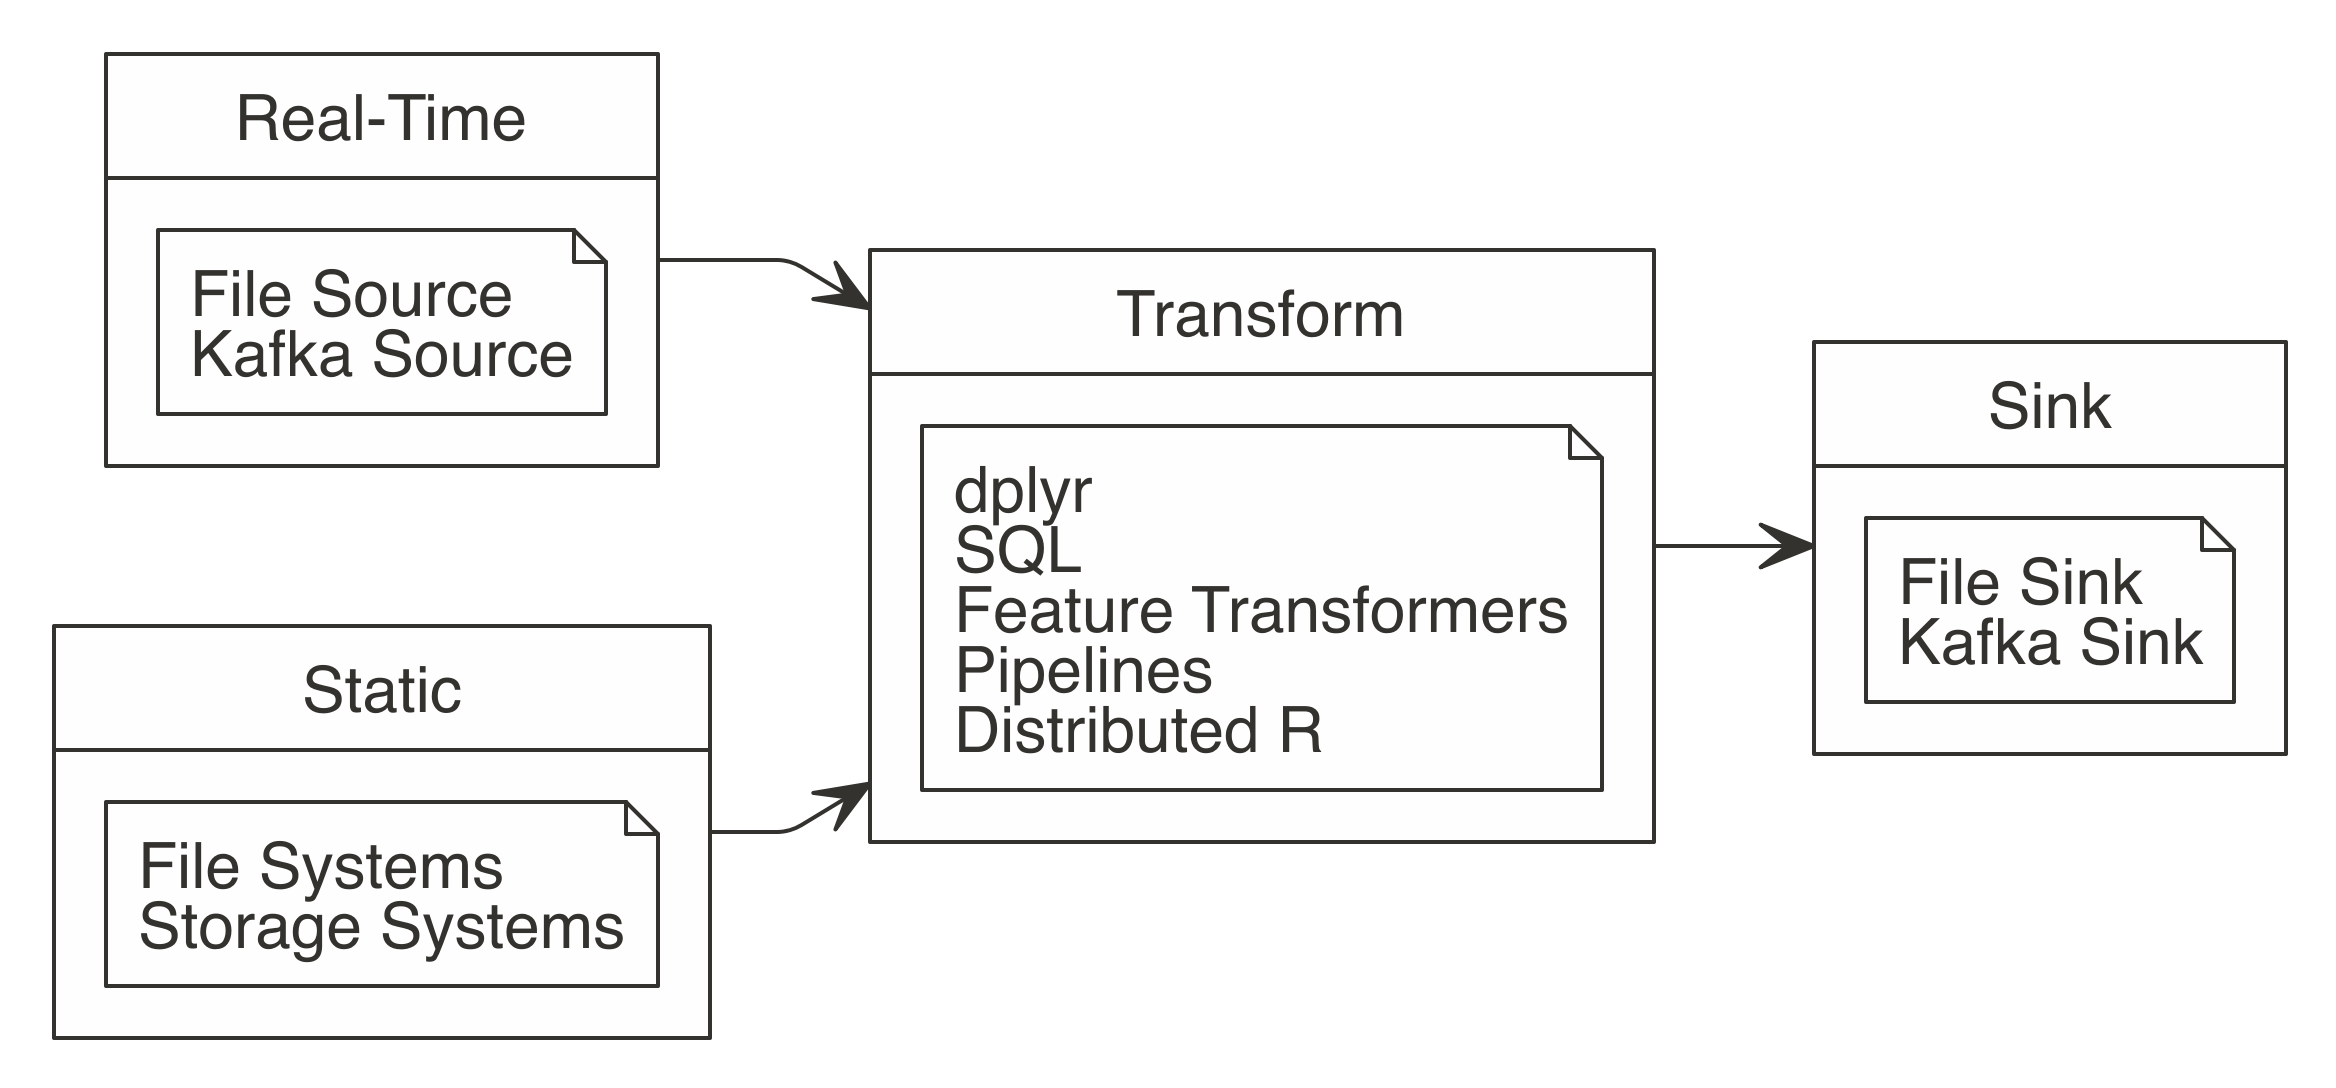 Real-Time
File Source
Kafka Source
Static
File Systems
Storage Systems
Transform
dplyr
SQL
Feature Transformers
Pipelines
Distributed R
Sink
File Sink
Kafka Sink